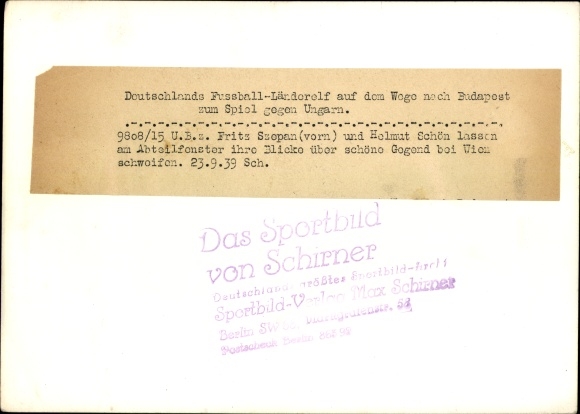 Deutschlands Fussball-Länderelf auf dem Wege nach Budapest
zum Spiel gegen Ungarn.
9808/15 U.B.z. Fritz Szepan(vorn) und Helmut Schön lassen
am Abteilfenster ihre Blicke über schöne Gegend bei Wien
schweifen. 23.9.39 Sch.
Das Sportbild
von Schirner
Deutschlands größtes Sportbild-Archiv
Sportbild-Verlag Max Schirner
Berlin SW
Postscheck Berlin